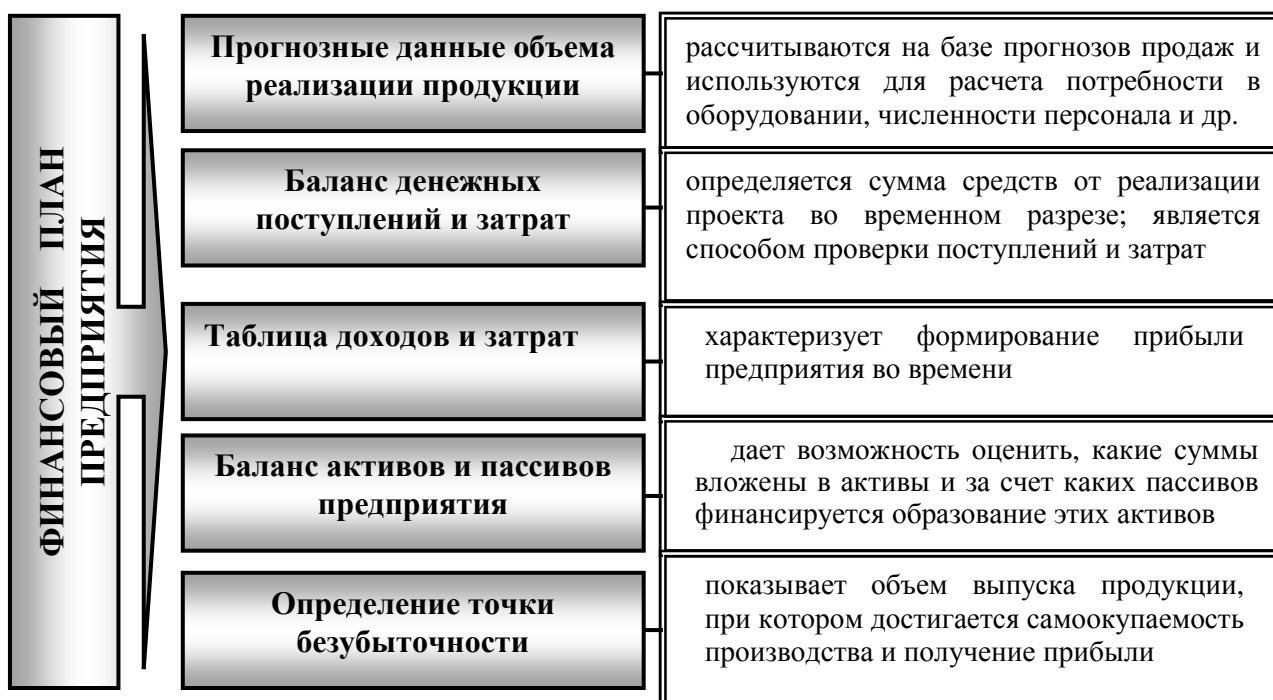 ФИНАНСОВЫЙ ПЛАН
ПРЕДПРИЯТИЯ
Прогнозные данные объема
реализации продукции
рассчитываются на базе прогнозов продаж и
используются для расчета потребности в
оборудовании, численности персонала и др.
Баланс денежных
поступлений и затрат
определяется сумма средств от реализации
проекта во временном разрезе; является
способом проверки поступлений и затрат
Таблица доходов и затрат
характеризует формирование прибыли
предприятия во времени
Баланс активов и пассивов
предприятия
дает возможность оценить, какие суммы
вложены в активы и за счет каких пассивов
финансируется образование этих активов
Определение точки
безубыточности
показывает объем выпуска продукции,
при котором достигается самоокупаемость
производства и получение прибыли